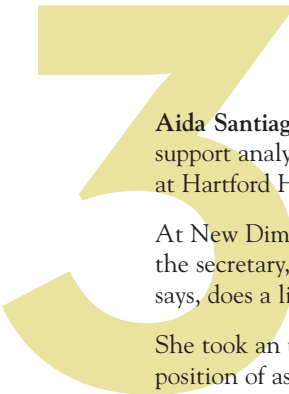 3
Aida Santiag
support analy
at Hartford H
At New Dim
the secretary,
says, does a li
She took an
position of as